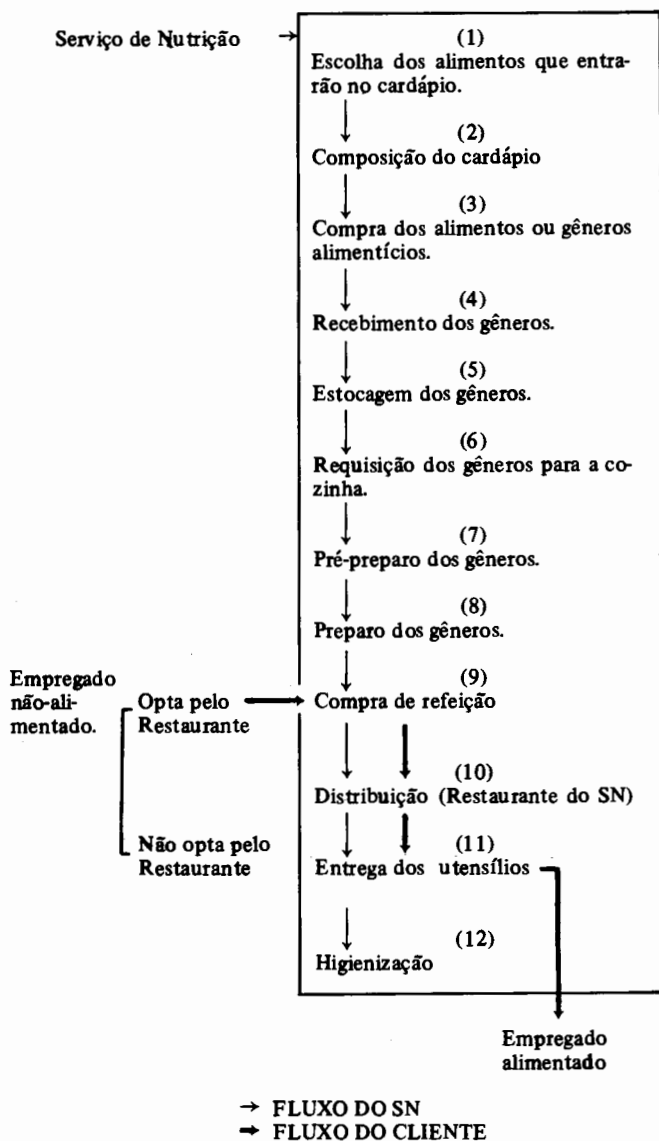 Serviço de Nutrição →
(1)
Escolha dos alimentos que entra-
rão no cardápio.
(2)
Composição do cardápio
(3)
Compra dos alimentos ou gêneros
alimentícios.
(4)
Recebimento dos gêneros.
(5)
Estocagem dos gêneros.
(6)
Requisição dos gêneros para a co-
zinha.
(7)
Pré-preparo dos gêneros.
(8)
Preparo dos gêneros.
Empregado
não-ali-
mentado.
Opta pelo
Restaurante
Não opta pelo
Restaurante
(9)
Compra de refeição
(10)
Distribuição (Restaurante do SN)
(11)
Entrega dos utensílios
(12)
Higienização
Empregado
alimentado
→ FLUXO DO SN
→ FLUXO DO CLIENTE